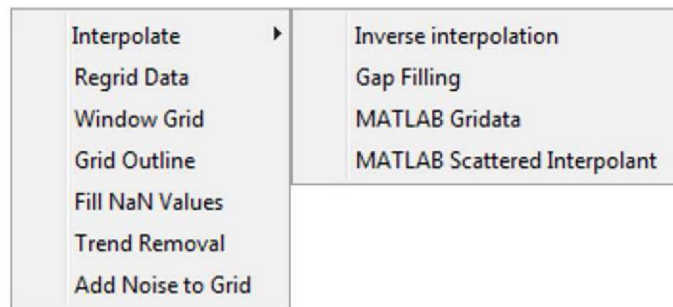 Interpolate
Regrid Data
Window Grid
Grid Outline
Fill NaN Values
Trend Removal
Add Noise to Grid
Inverse interpolation
Gap Filling
MATLAB Gridata
MATLAB Scattered Interpolant